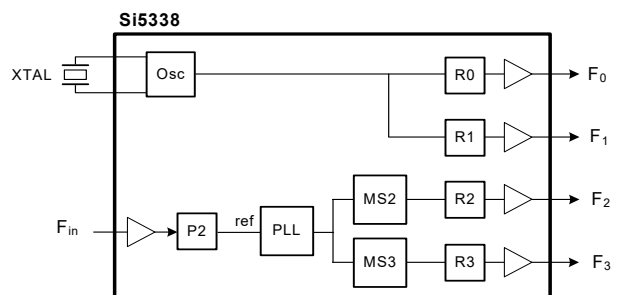 Si5338
XTAL
Osc
R0
F0
R1
F1
MS2
R2
F2
Fin
P2
ref
PLL
MS3
R3
F3